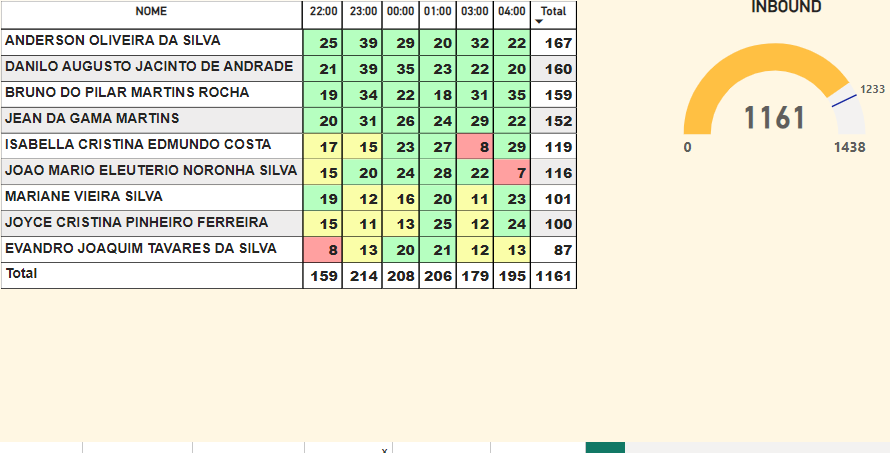 NOME 22:00 23:00 00:00 01:00 03:00 04:00 Total
ANDERSON OLIVEIRA DA SILVA 25 39 29 20 32 22 167
DANILO AUGUSTO JACINTO DE ANDRADE 21 39 35 23 22 20 160
BRUNO DO PILAR MARTINS ROCHA 19 34 22 18 31 35 159
JEAN DA GAMA MARTINS 20 31 26 24 29 22 152
ISABELLA CRISTINA EDMUNDO COSTA 17 15 23 27 8 29 119
JOAO MARIO ELEUTERIO NORONHA SILVA 15 20 24 28 22 7 116
MARIANE VIEIRA SILVA 19 12 16 20 11 23 101
JOYCE CRISTINA PINHEIRO FERREIRA 15 11 13 25 12 24 100
EVANDRO JOAQUIM TAVARES DA SILVA 8 13 20 21 12 13 87
Total 159 214 208 206 179 195 1161
INBOUND
1233
1161
0 1438
x